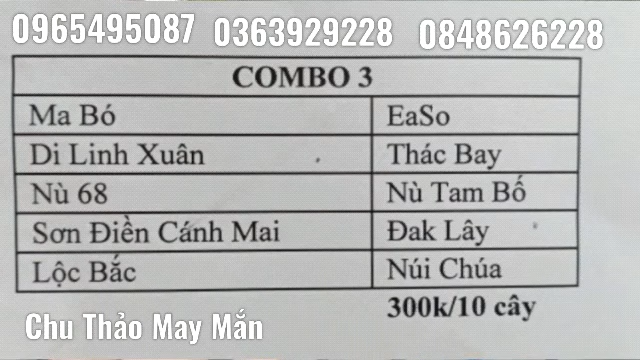 0965495087 0363929228 0848626228
COMBO 3
Ma Bó EaSo
Di Linh Xuân Thác Bay
Nù 68 Nù Tam Bố
Sơn Điền Cánh Mai Đak Lây
Lộc Bắc Núi Chúa
300k/10 cây
Chu Thảo May Mắn